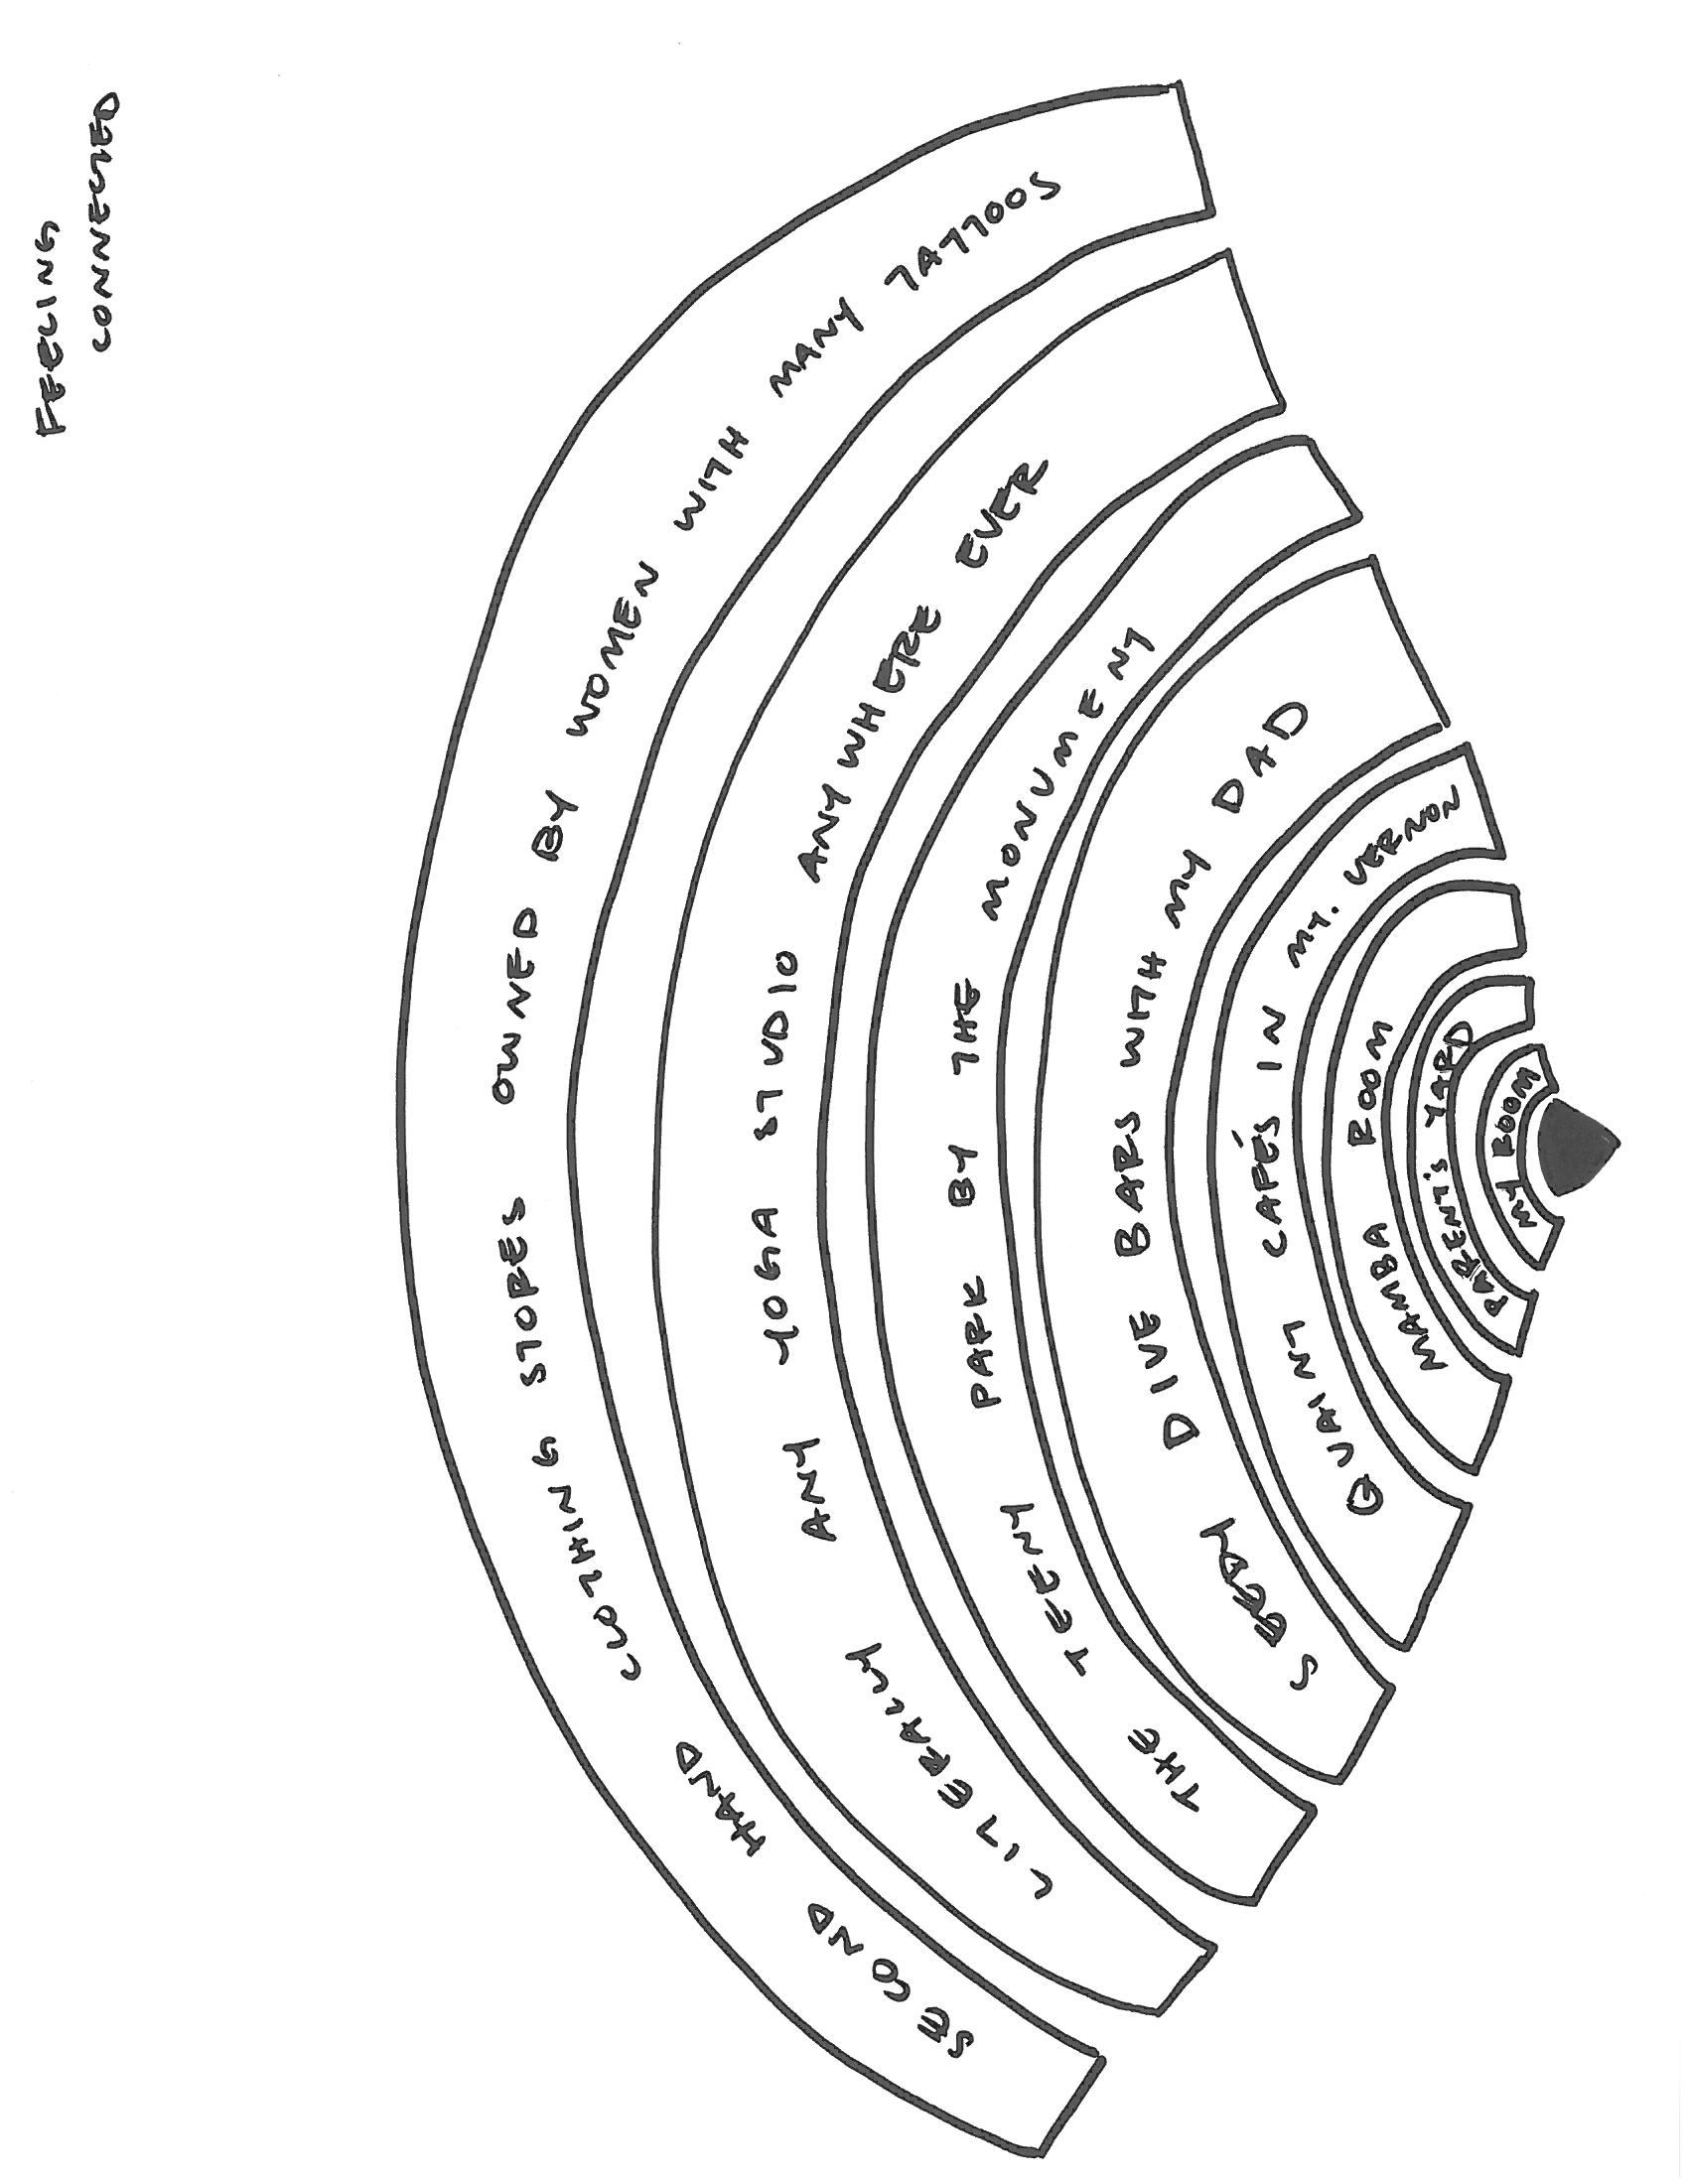 FEELING
CONNECTED
SECOND HAND CLOTHING STORES OWNED BY WOMEN WITH MANY TATTOOS
LITERALLY ANY YOGA STUDIO ANYWHERE EVER
THE TEENY PARK BY THE MONUMENT
SEEDY DIVE BARS WITH MY DAD
QUAINT CAFÉS IN MT. VERNON
MAMBA ROOM
PARENT'S YARD
MY ROOM